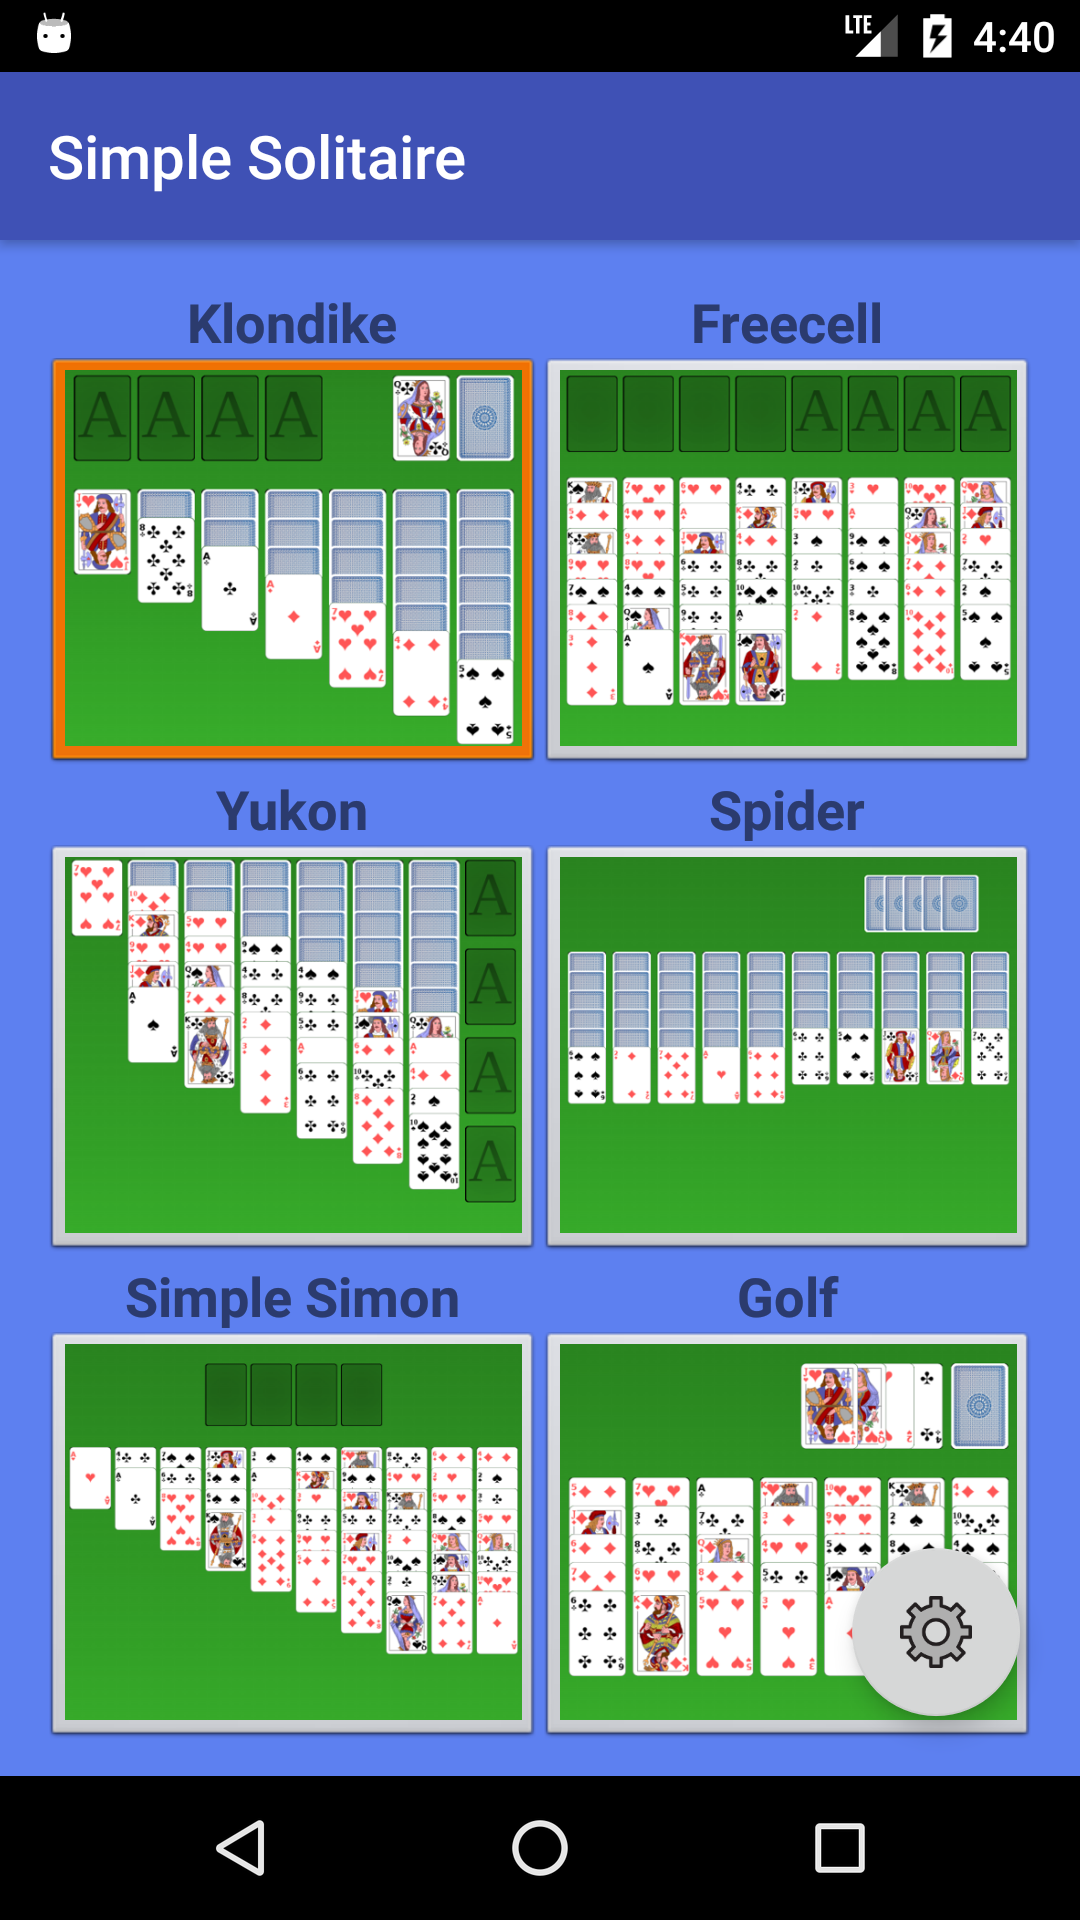 LTE 4:40
Simple Solitaire
Klondike Freecell
A A A A
A A A A
Yukon Spider
A
A
A
A
Simple Simon Golf